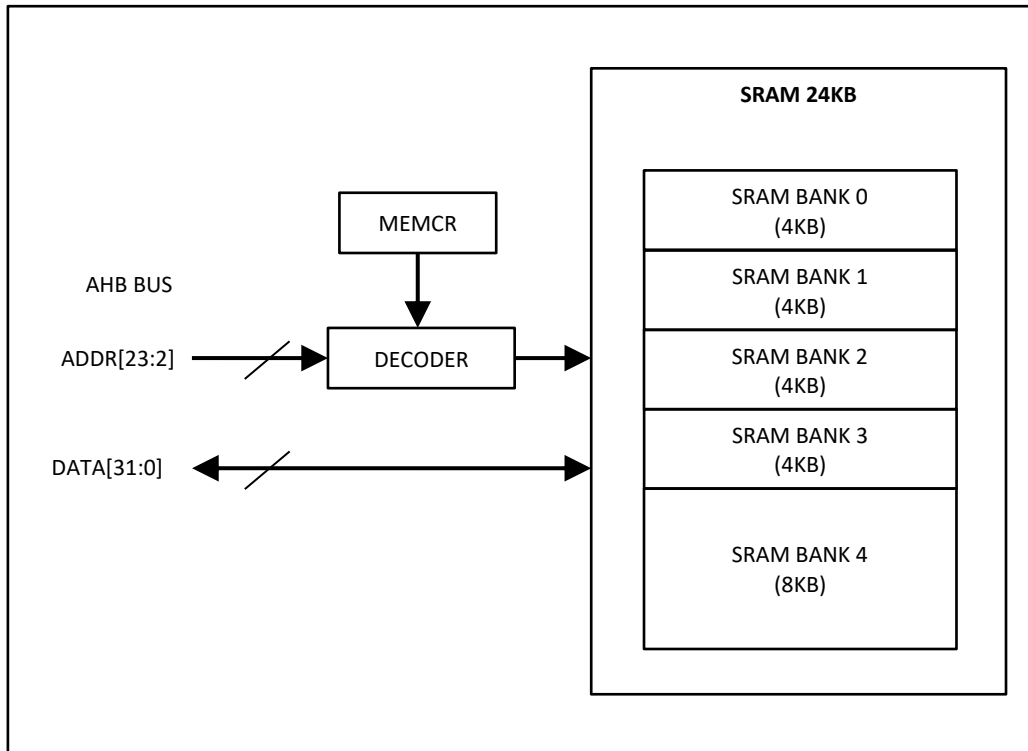 SRAM 24KB
SRAM BANK 0
(4KB)
MEMCR
SRAM BANK 1
(4KB)
AHB BUS
ADDR[23:2]
DECODER
SRAM BANK 2
(4KB)
SRAM BANK 3
(4KB)
DATA[31:0]
SRAM BANK 4
(8KB)